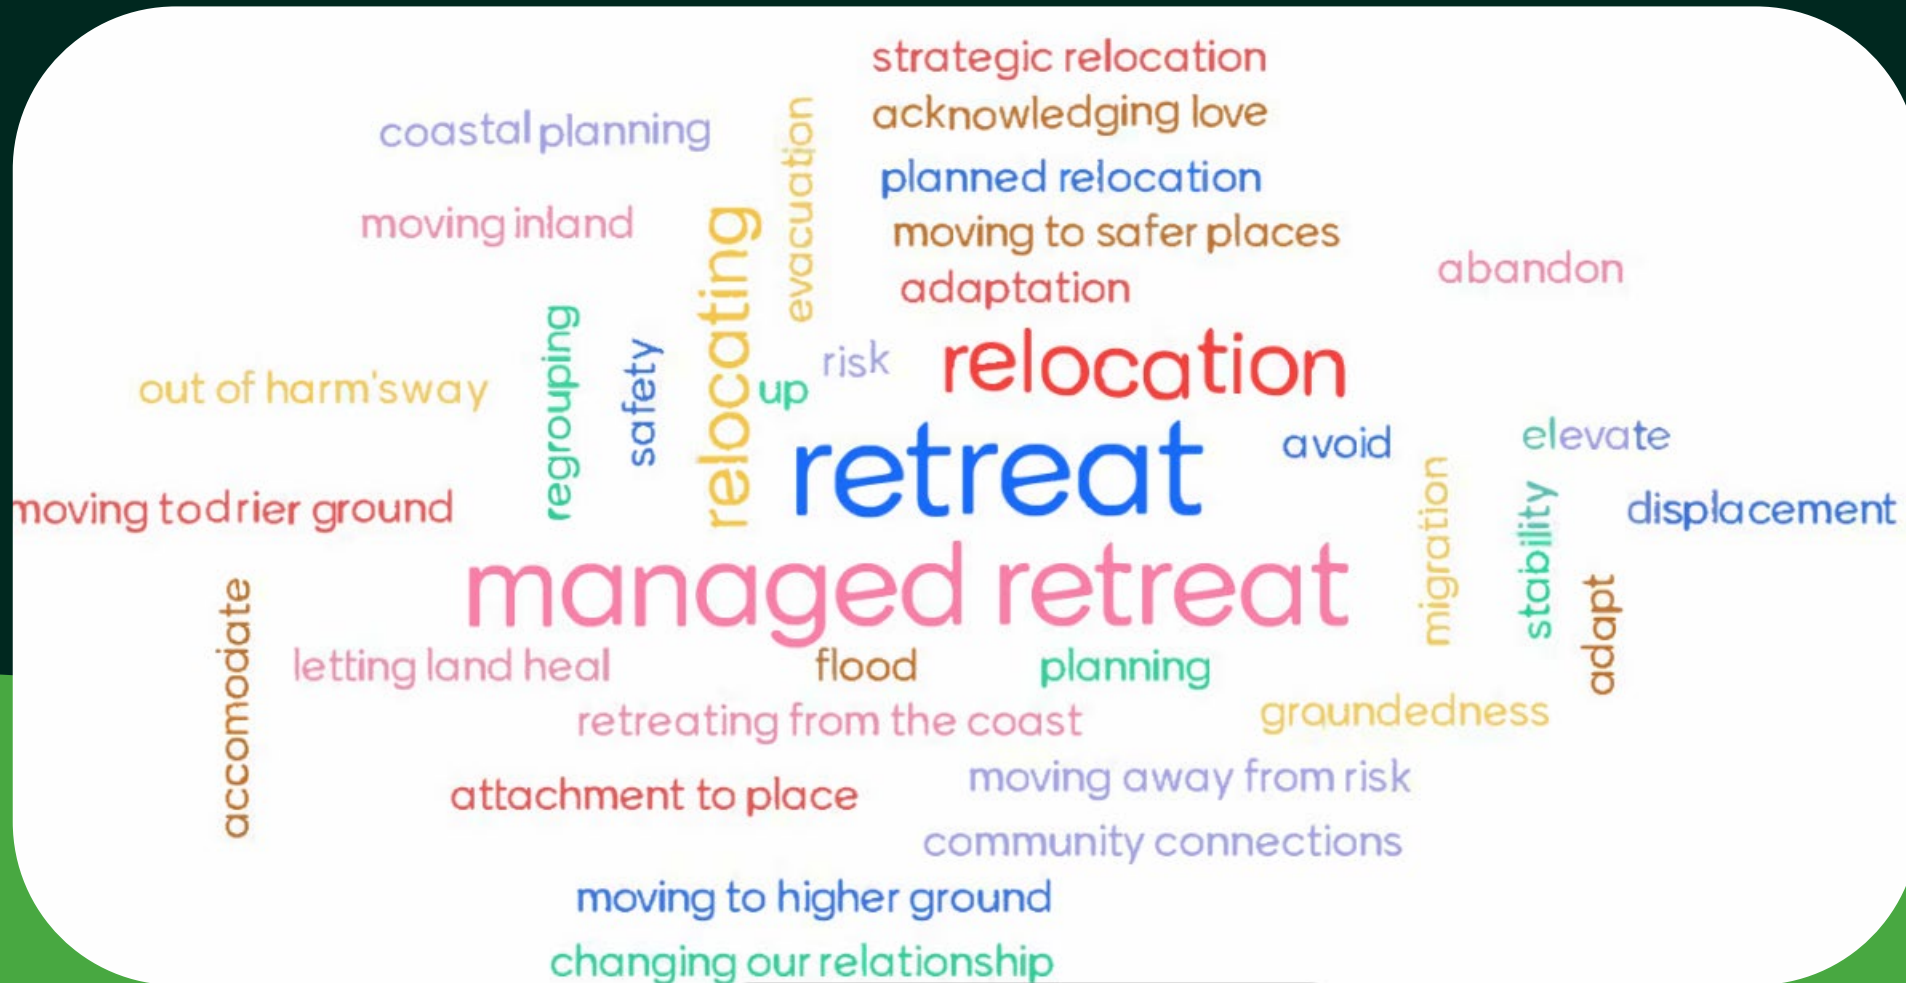 strategic relocation
acknowledging love
coastal planning
evacuation
planned relocation
moving inland
moving to safer places
relocating
abandon
adaptation
regrouping
safety
risk
relocation
out of harm's way
up
retreat
avoid
elevate
moving to drier ground
migration
stability
displacement
managed retreat
adapt
accomodate
letting land heal
flood
planning
retreating from the coast
groundedness
attachment to place
moving away from risk
community connections
moving to higher ground
changing our relationship